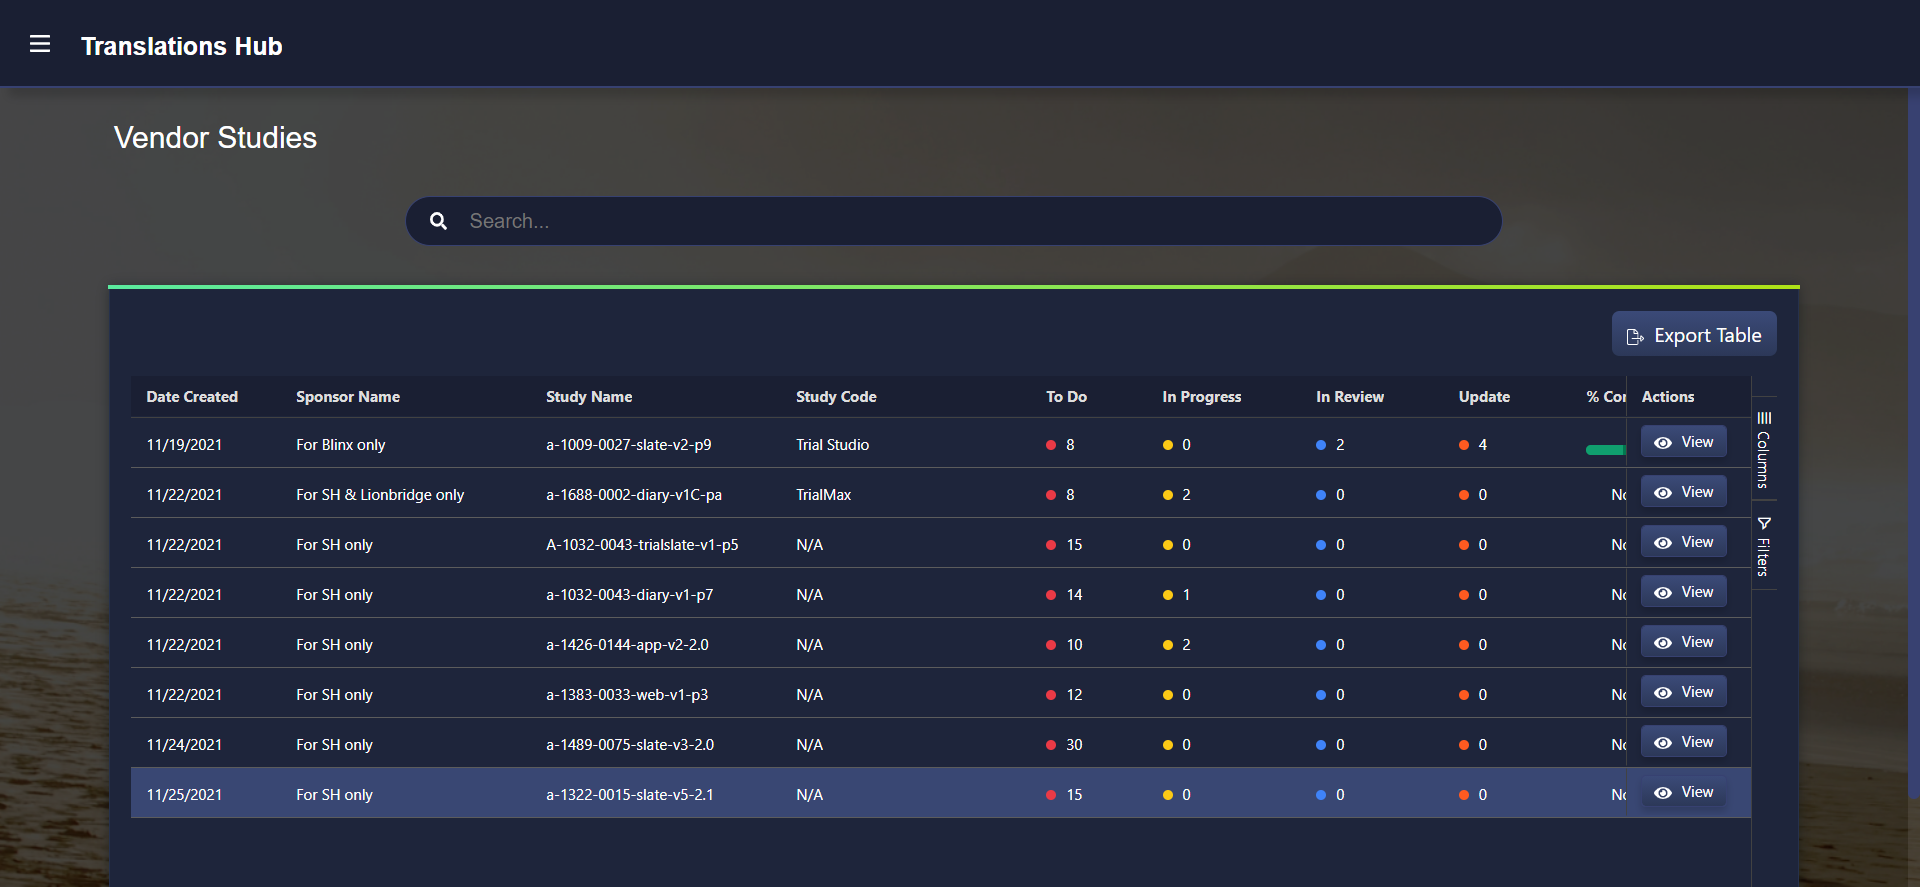 Translations Hub
Vendor Studies
Search...
Export Table
Date Created Sponsor Name Study Name Study Code To Do In Progress In Review Update % Actions
11/19/2021 For Blinx only a-1009-0027-slate-v2-p9 Trial Studio 8 0 2 4 View
11/22/2021 For SH & Lionbridge only a-1688-0002-diary-v1C-pa TrialMax 8 2 0 0 View
11/22/2021 For SH only A-1032-0043-trialslate-v1-p5 N/A 15 0 0 0 View
11/22/2021 For SH only a-1032-0043-diary-v1-p7 N/A 14 1 0 0 View
11/22/2021 For SH only a-1426-0144-app-v2-2.0 N/A 10 2 0 0 View
11/22/2021 For SH only a-1383-0033-web-v1-p3 N/A 12 0 0 0 View
11/24/2021 For SH only a-1489-0075-slate-v3-2.0 N/A 30 0 0 0 View
11/25/2021 For SH only a-1322-0015-slate-v5-2.1 N/A 15 0 0 0 View
Columns
Filters